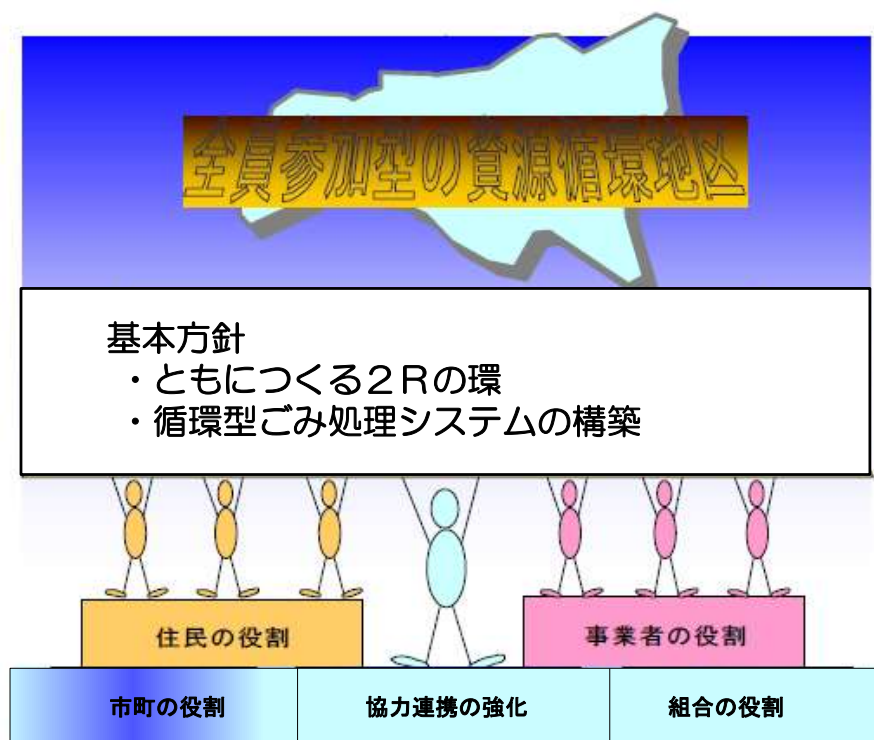 全員参加型の資源循環地区
基本方針
・ともにつくる２Ｒの環
・循環型ごみ処理システムの構築
住民の役割
事業者の役割
市町の役割
協力連携の強化
組合の役割